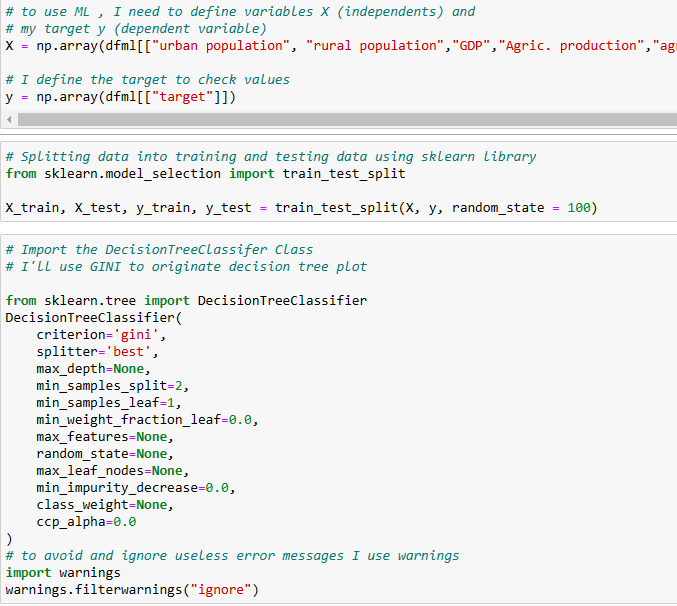 # to use ML , I need to define variables X (independents) and
# my target y (dependent variable)
X = np.array(dfml[["urban population", "rural population","GDP","Agric. production","ag
# I define the target to check values
y = np.array(dfml[["target"]])
# Splitting data into training and testing data using sklearn library
from sklearn.model_selection import train_test_split
X_train, X_test, y_train, y_test = train_test_split(X, y, random_state = 100)
# Import the DecisionTreeClassifer Class
# I'll use GINI to originate decision tree plot
from sklearn.tree import DecisionTreeClassifier
DecisionTreeClassifier(
    criterion='gini',
    splitter='best',
    max_depth=None,
    min_samples_split=2,
    min_samples_leaf=1,
    min_weight_fraction_leaf=0.0,
    max_features=None,
    random_state=None,
    max_leaf_nodes=None,
    min_impurity_decrease=0.0,
    class_weight=None,
    ccp_alpha=0.0
)
# to avoid and ignore useless error messages I use warnings
import warnings
warnings.filterwarnings("ignore")